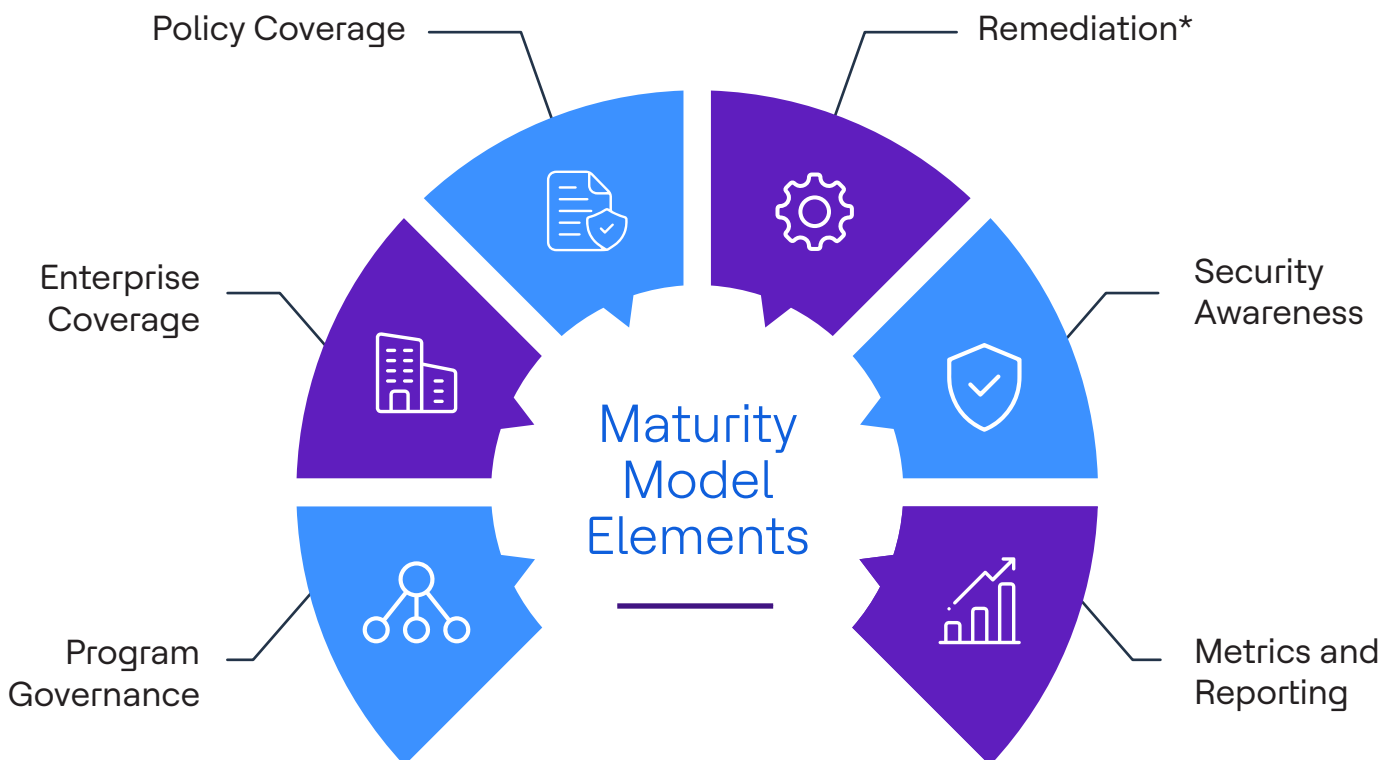 Policy Coverage
Remediation*
Enterprise
Coverage
Security
Awareness
Maturity
Model
Elements
Program
Governance
Metrics and
Reporting